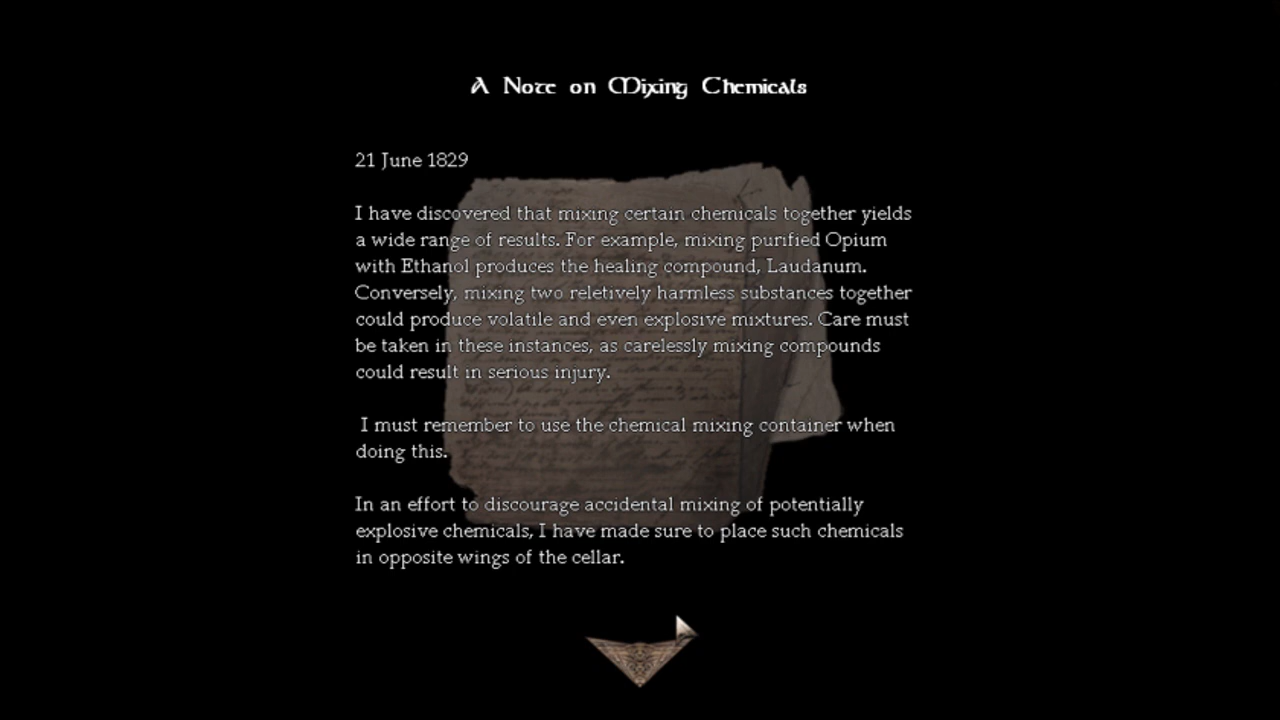 A Note on Mixing Chemicals
21 June 1829
I have discovered that mixing certain chemicals together yields
a wide range of results. For example, mixing purified Opium
with Ethanol produces the healing compound, Laudanum.
Conversely, mixing two reletively harmless substances together
could produce volatile and even explosive mixtures. Care must
be taken in these instances, as carelessly mixing compounds
could result in serious injury.
I must remember to use the chemical mixing container when
doing this.
In an effort to discourage accidental mixing of potentially
explosive chemicals, I have made sure to place such chemicals
in opposite wings of the cellar.